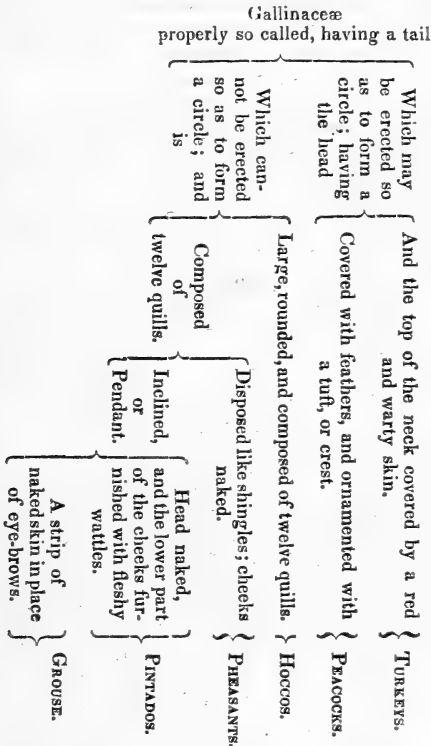 Gallinaceæ
properly so called, having a tail
Which may
be erected so
as to form a
circle; having
the head
And the top of the neck covered by a red
and warty skin.
TURKEYS.
Covered with feathers, and ornamented with
a tuft, or crest.
PEACOCKS.
Which can-
not be erected
so as to form
a circle; and
is
Large, rounded, and composed of twelve quills.
HOCCOS.
Composed
of
twelve quills.
Disposed like shingles; cheeks
naked.
PHEASANTS.
Inclined,
or
Pendant.
Head naked,
and the lower part
of the cheeks fur-
nished with fleshy
wattles.
PINTADOS.
A strip of
naked skin in place
of eye-brows.
GROUSE.